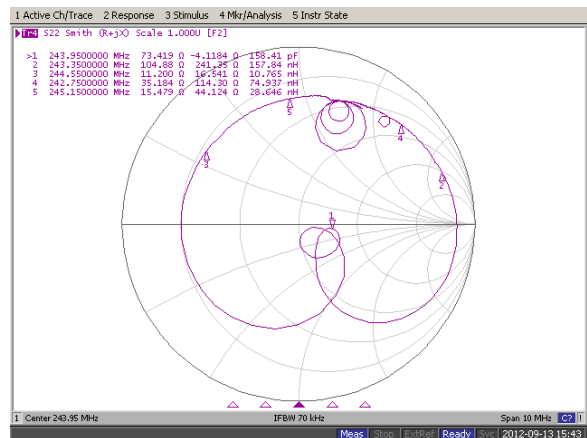 1 Active Ch/Trace 2 Response 3 Stimulus 4 Mkr/Analysis 5 Instr State
Tr4 S22 Smith (R+jX) Scale 1.000U [F2]
>1 243.9500000 MHz 73.419 Ω -4.1184 Ω 158.41 pF
2 243.3500000 MHz 104.88 Ω 241.35 Ω 157.84 nH
3 244.5500000 MHz 11.200 Ω 16.541 Ω 10.765 nH
4 242.7500000 MHz 35.184 Ω 114.30 Ω 74.937 nH
5 245.1500000 MHz 15.479 Ω 44.124 Ω 28.646 nH
5
4
3
2
1
1 Center 243.95 MHz IFBW 70 kHz Span 10 MHz C? !
Meas Stop ExtRef Ready Svc 2012-09-13 15:43